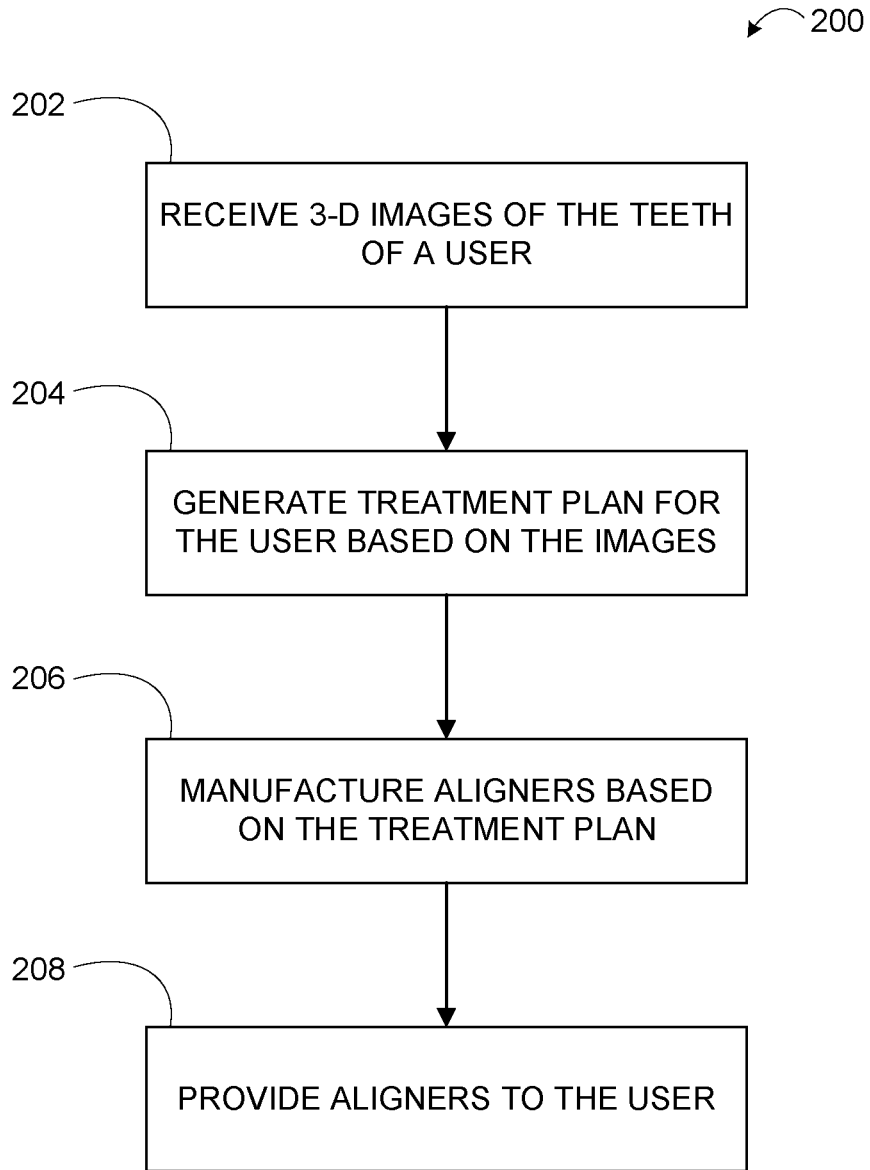 200
202
RECEIVE 3-D IMAGES OF THE TEETH
OF A USER
204
GENERATE TREATMENT PLAN FOR
THE USER BASED ON THE IMAGES
206
MANUFACTURE ALIGNERS BASED
ON THE TREATMENT PLAN
208
PROVIDE ALIGNERS TO THE USER